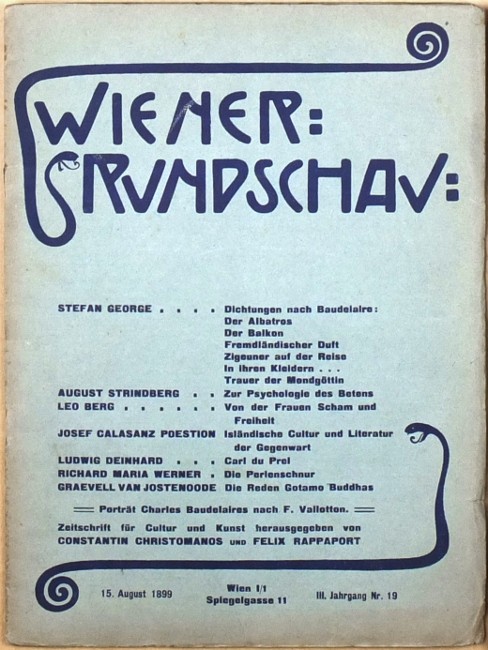 WIENER:
RUNDSCHAU:
STEFAN GEORGE . . . . Dichtungen nach Baudelaire:
Der Albatros
Der Balkon
Fremdländischer Duft
Zigeuner auf der Reise
In ihren Kleidern . . .
Trauer der Mondgöttin
AUGUST STRINDBERG . . Zur Psychologie des Betens
LEO BERG . . . . . . Von der Frauen Scham und
Freiheit
JOSEF CALASANZ POESTION Isländische Cultur und Literatur
der Gegenwart
LUDWIG DEINHARD . . . Carl du Prel
RICHARD MARIA WERNER . Die Perlenschnur
GRAEVELL VAN JOSTENOODE Die Reden Gotamo Buddhas
Porträt Charles Baudelaires nach F. Vallotton.
Zeitschrift für Cultur und Kunst herausgegeben von
CONSTANTIN CHRISTOMANOS UND FELIX RAPPAPORT
15. August 1899
Wien I/1
Spiegelgasse 11
III. Jahrgang Nr. 19